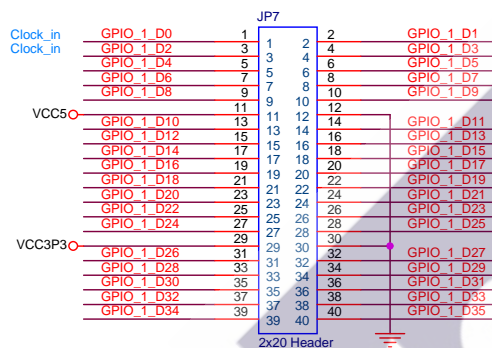 JP7
Clock_in GPIO_1_D0 1 1 2 2 GPIO_1_D1
Clock_in GPIO_1_D2 3 3 4 4 GPIO_1_D3
GPIO_1_D4 5 5 6 6 GPIO_1_D5
GPIO_1_D6 7 7 8 8 GPIO_1_D7
GPIO_1_D8 9 9 10 10 GPIO_1_D9
VCC5 11 11 12 12
GPIO_1_D10 13 13 14 14 GPIO_1_D11
GPIO_1_D12 15 15 16 16 GPIO_1_D13
GPIO_1_D14 17 17 18 18 GPIO_1_D15
GPIO_1_D16 19 19 20 20 GPIO_1_D17
GPIO_1_D18 21 21 22 22 GPIO_1_D19
GPIO_1_D20 23 23 24 24 GPIO_1_D21
GPIO_1_D22 25 25 26 26 GPIO_1_D23
GPIO_1_D24 27 27 28 28 GPIO_1_D25
VCC3P3 29 29 30 30
GPIO_1_D26 31 31 32 32 GPIO_1_D27
GPIO_1_D28 33 33 34 34 GPIO_1_D29
GPIO_1_D30 35 35 36 36 GPIO_1_D31
GPIO_1_D32 37 37 38 38 GPIO_1_D33
GPIO_1_D34 39 39 40 40 GPIO_1_D35
2x20 Header